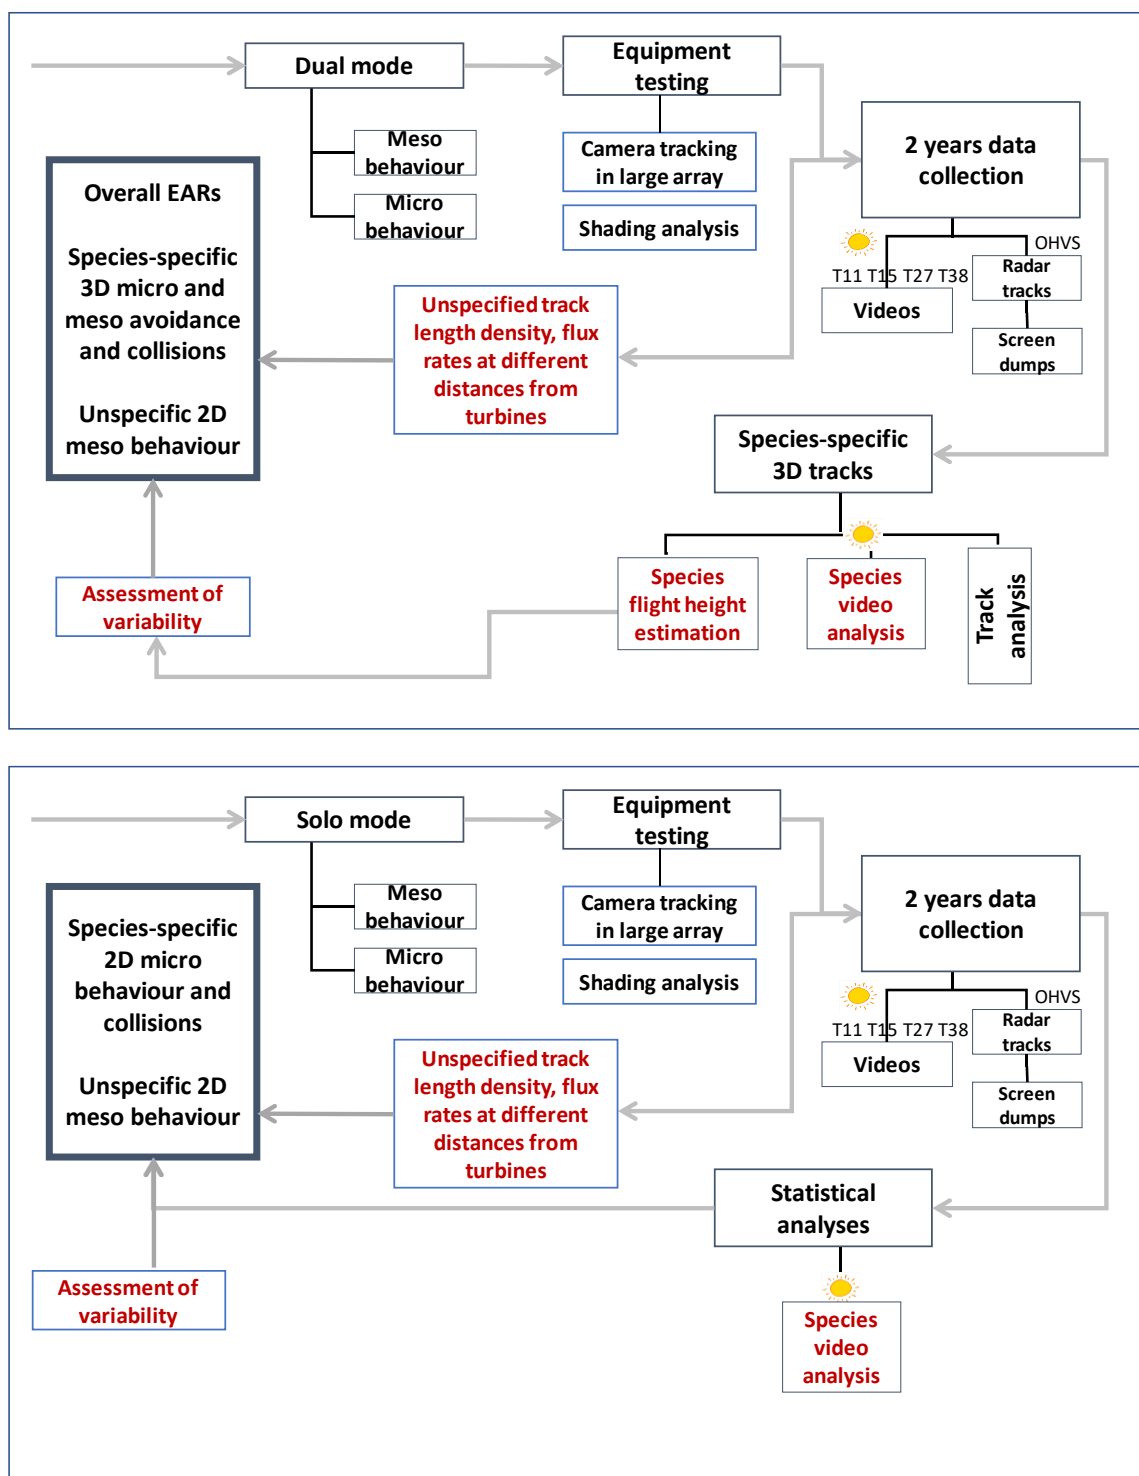 Dual mode
Equipment
testing
Meso
behaviour
Micro
behaviour
Camera tracking
in large array
Shading analysis
2 years data
collection
OHVS
T11 T15 T27 T38
Videos
Radar
tracks
Screen
dumps
Overall EARs
Species-specific
3D micro and
meso avoidance
and collisions
Unspecific 2D
meso behaviour
Unspecified track
length density, flux
rates at different
distances from
turbines
Species-specific
3D tracks
Species
flight height
estimation
Species
video
analysis
Track
analysis
Assessment of
variability
Solo mode
Equipment
testing
Meso
behaviour
Micro
behaviour
Camera tracking
in large array
Shading analysis
2 years data
collection
OHVS
T11 T15 T27 T38
Videos
Radar
tracks
Screen
dumps
Species-specific
2D micro
behaviour and
collisions
Unspecific 2D
meso behaviour
Unspecified track
length density, flux
rates at different
distances from
turbines
Statistical
analyses
Assessment of
variability
Species
video
analysis